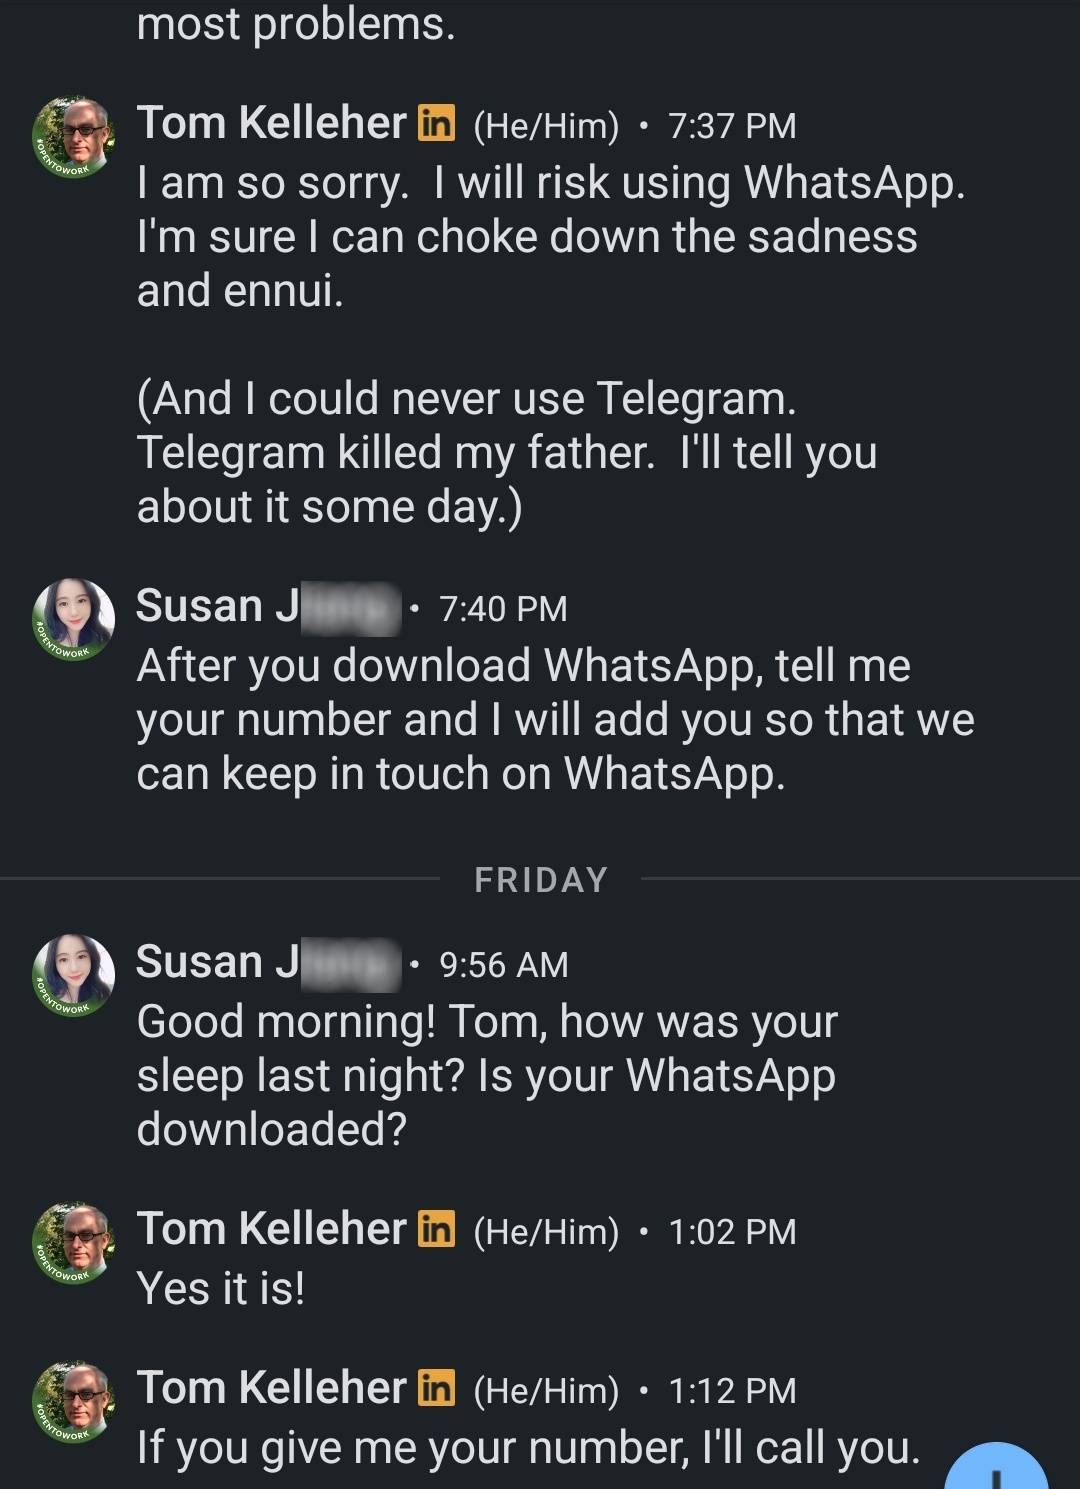 most problems.
Tom Kelleher in (He/Him) • 7:37 PM
I am so sorry.  I will risk using WhatsApp.
I'm sure I can choke down the sadness
and ennui.
(And I could never use Telegram.
Telegram killed my father.  I'll tell you
about it some day.)
#OPENTOWORK
Susan J • 7:40 PM
After you download WhatsApp, tell me
your number and I will add you so that we
can keep in touch on WhatsApp.
#OPENTOWORK
FRIDAY
Susan J • 9:56 AM
Good morning! Tom, how was your
sleep last night? Is your WhatsApp
downloaded?
#OPENTOWORK
Tom Kelleher in (He/Him) • 1:02 PM
Yes it is!
#OPENTOWORK
Tom Kelleher in (He/Him) • 1:12 PM
If you give me your number, I'll call you.
#OPENTOWORK